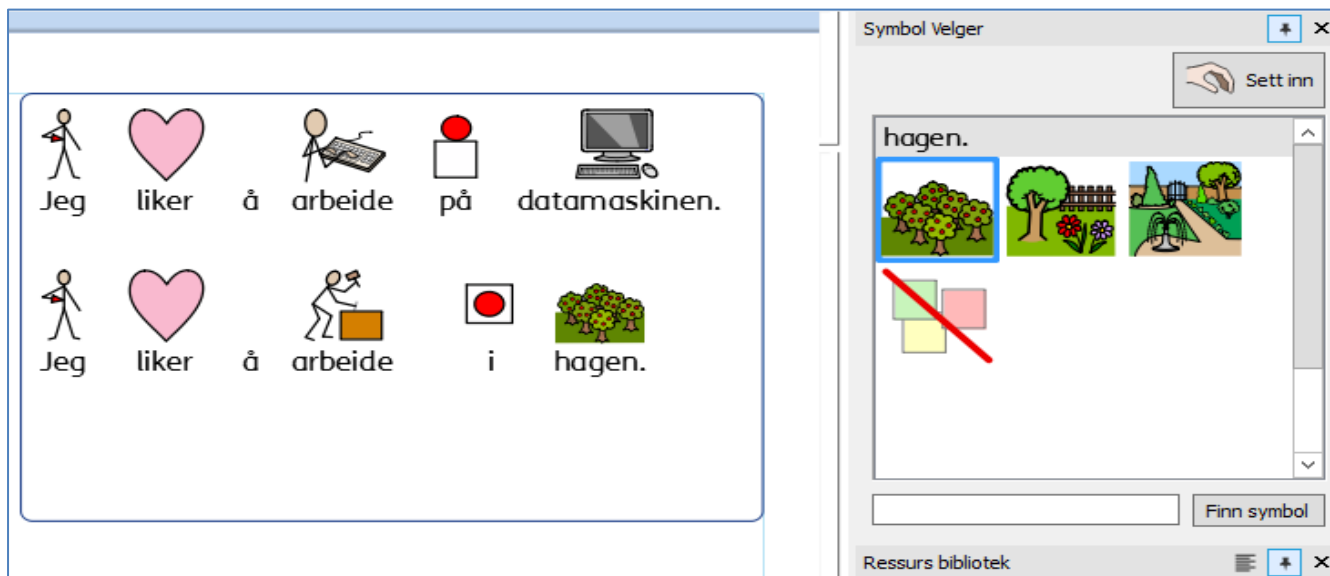 Jeg liker å arbeide på datamaskinen.
Jeg liker å arbeide i hagen.
Symbol Velger
Sett inn
hagen.
Finn symbol
Ressurs bibliotek